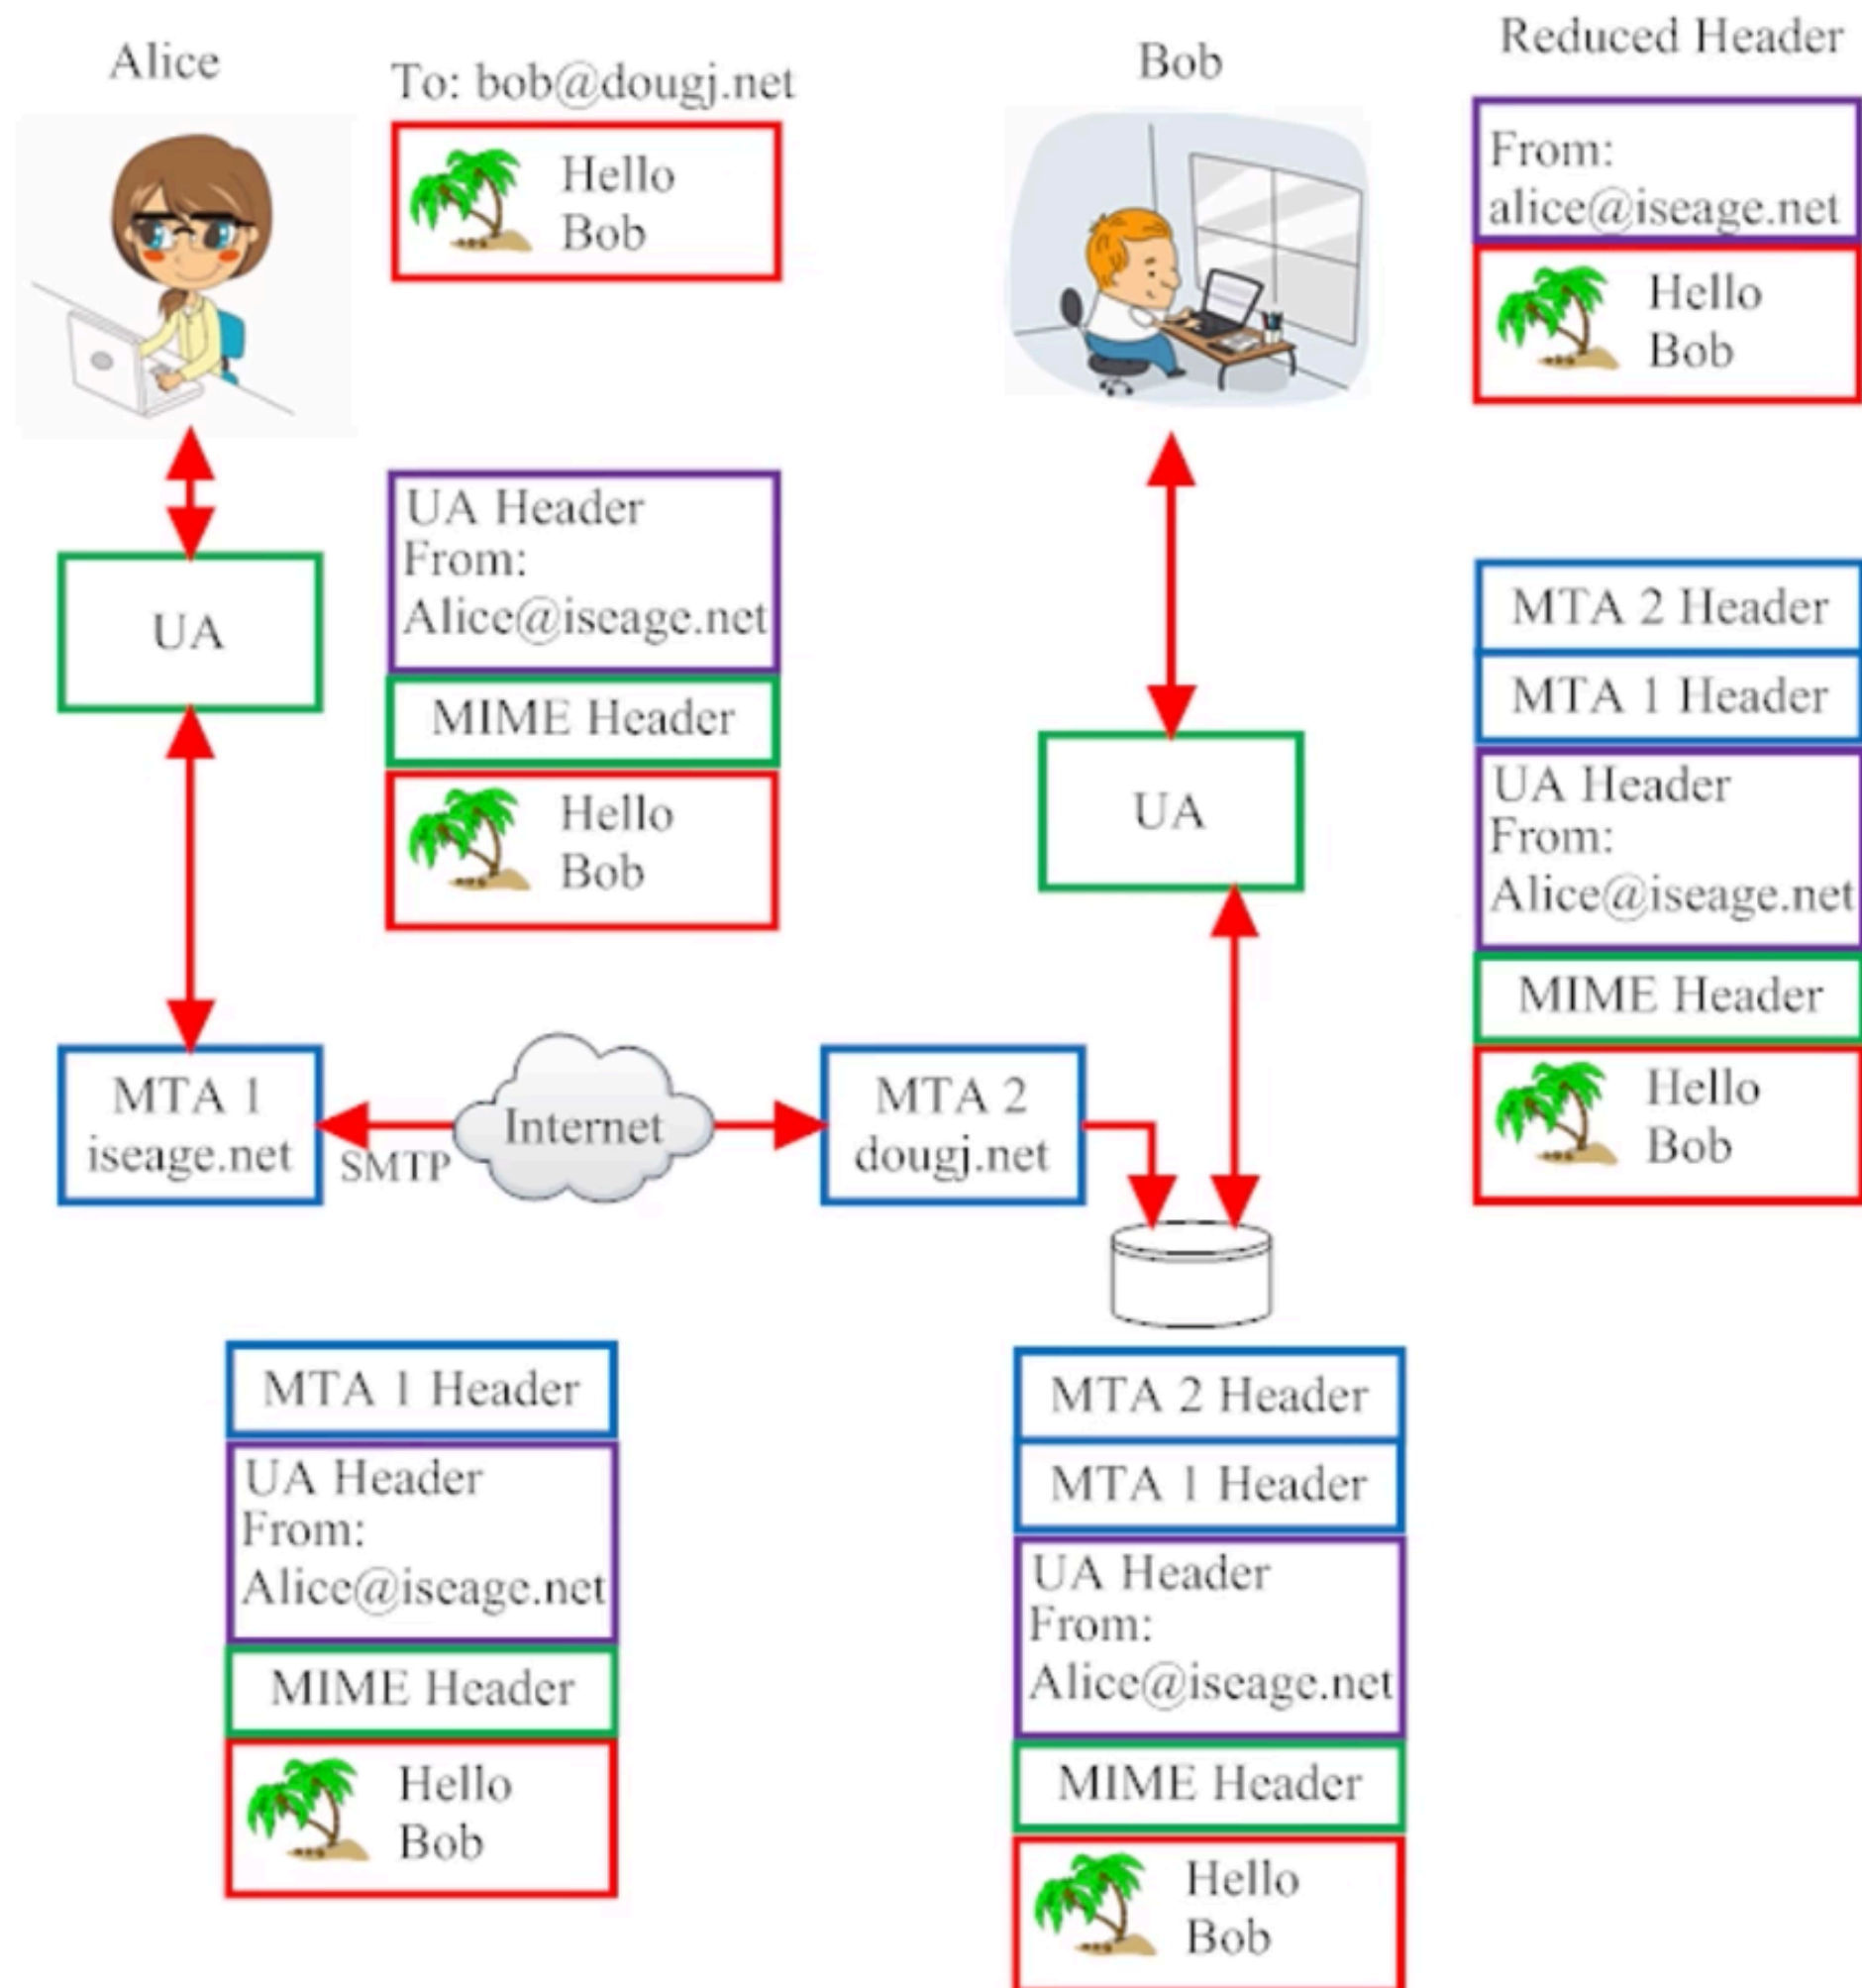 Alice
To: bob@dougj.net
Hello
Bob
Bob
Reduced Header
From:
alice@iseage.net
Hello
Bob
UA
UA Header
From:
Alice@iseage.net
MIME Header
Hello
Bob
UA
MTA 2 Header
MTA 1 Header
UA Header
From:
Alice@iseage.net
MIME Header
Hello
Bob
MTA 1
iseage.net
SMTP
Internet
MTA 2
dougj.net
MTA 1 Header
UA Header
From:
Alice@iseage.net
MIME Header
Hello
Bob
MTA 2 Header
MTA 1 Header
UA Header
From:
Alice@iseage.net
MIME Header
Hello
Bob